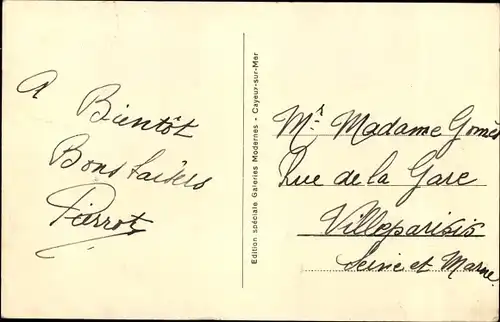 A Bientôt
Bons baisers
Pierrot
Edition spéciale Galeries Modernes - Cayeux-sur-Mer
Mr Madame Gomès
Rue de la Gare
Villeparisis
Seine et Marne.